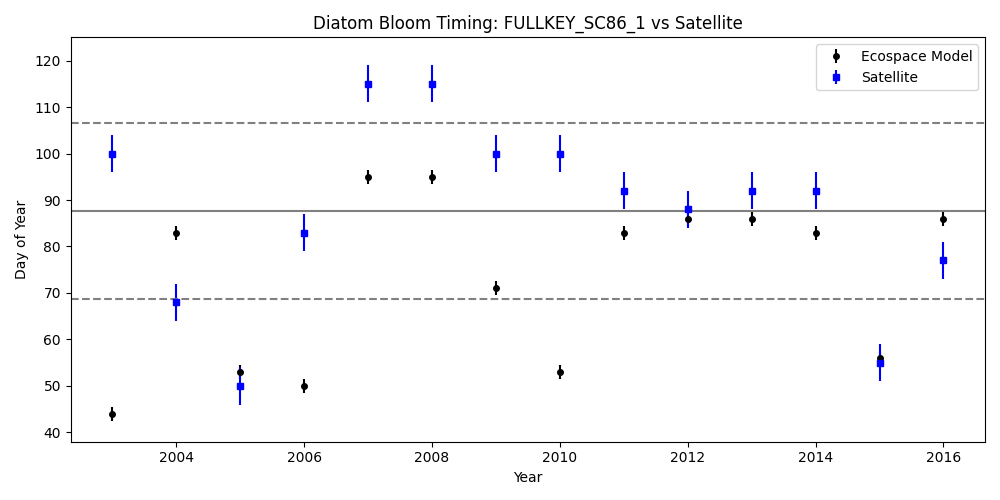 Diatom Bloom Timing: FULLKEY_SC86_1 vs Satellite
Ecospace Model
Satellite
Day of Year
120
110
100
90
80
70
60
50
40
2004 2006 2008 2010 2012 2014 2016
Year